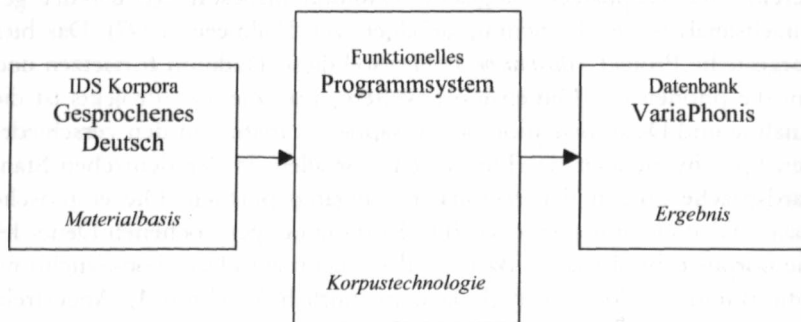 IDS Korpora
Gesprochenes
Deutsch
Materialbasis
Funktionelles
Programmsystem
Korpustechnologie
Datenbank
VariaPhonis
Ergebnis